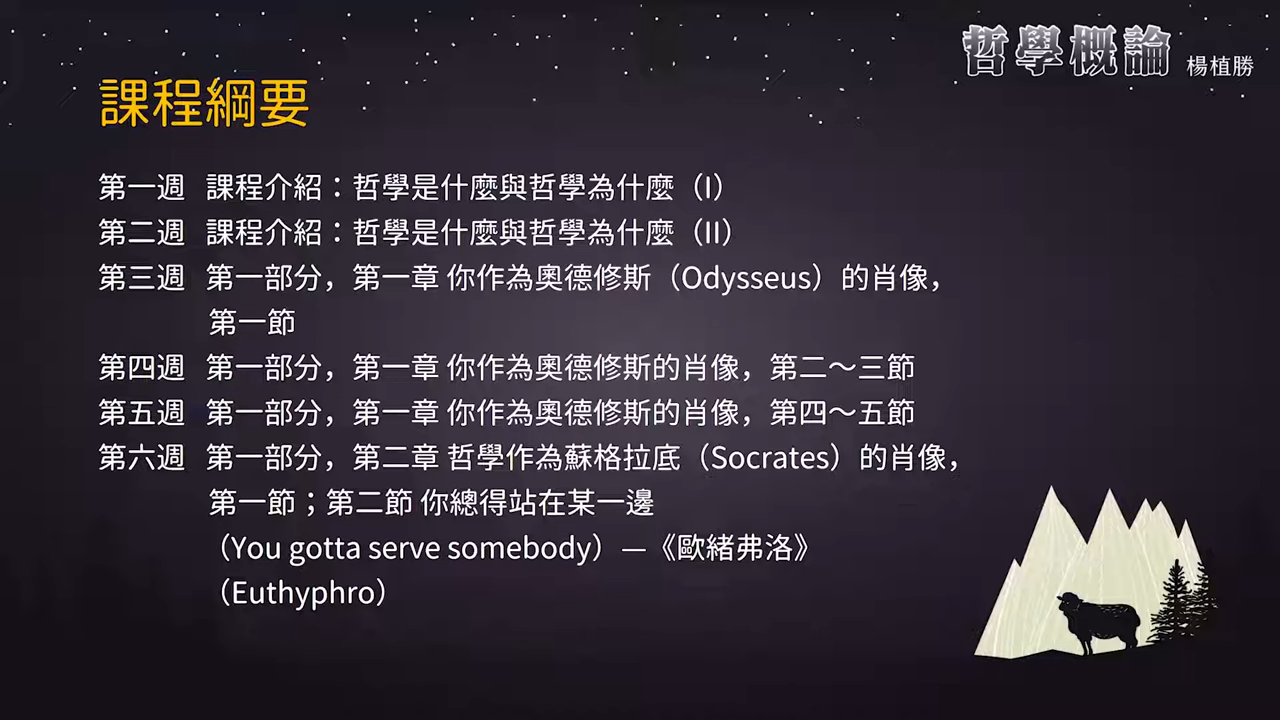 哲學概論 楊植勝
課程綱要
第一週 課程介紹：哲學是什麼與哲學為什麼（I）
第二週 課程介紹：哲學是什麼與哲學為什麼（II）
第三週 第一部分，第一章 你作為奧德修斯（Odysseus）的肖像，
第一節
第四週 第一部分，第一章 你作為奧德修斯的肖像，第二～三節
第五週 第一部分，第一章 你作為奧德修斯的肖像，第四～五節
第六週 第一部分，第二章 哲學作為蘇格拉底（Socrates）的肖像，
第一節；第二節 你總得站在某一邊
（You gotta serve somebody）—《歐緒弗洛》
（Euthyphro）